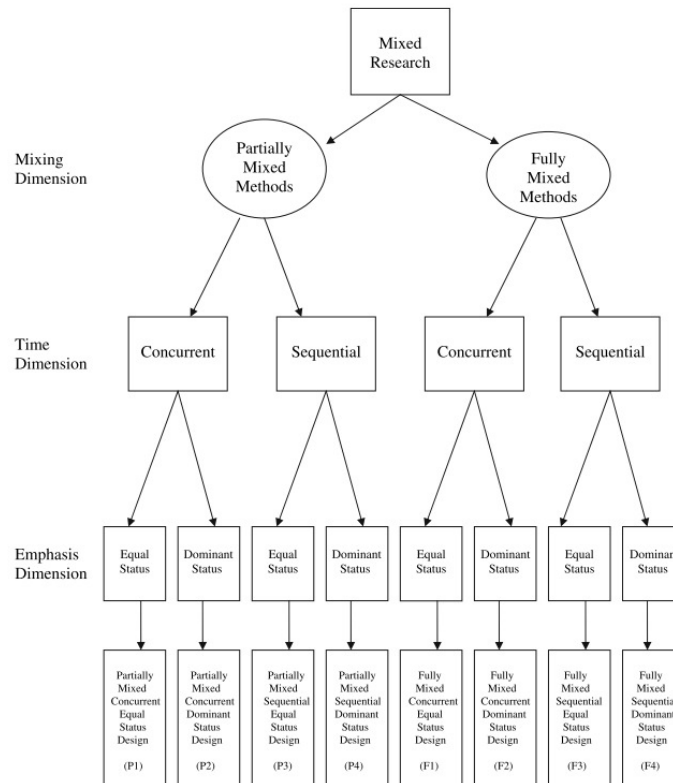 Mixed
Research
Mixing
Dimension
Partially
Mixed
Methods
Fully
Mixed
Methods
Time
Dimension
Concurrent
Sequential
Concurrent
Sequential
Emphasis
Dimension
Equal
Status
Dominant
Status
Equal
Status
Dominant
Status
Equal
Status
Dominant
Status
Equal
Status
Dominant
Status
Partially
Mixed
Concurrent
Equal
Status
Design
(P1)
Partially
Mixed
Concurrent
Dominant
Status
Design
(P2)
Partially
Mixed
Sequential
Equal
Status
Design
(P3)
Partially
Mixed
Sequential
Dominant
Status
Design
(P4)
Fully
Mixed
Concurrent
Equal
Status
Design
(F1)
Fully
Mixed
Concurrent
Dominant
Status
Design
(F2)
Fully
Mixed
Sequential
Equal
Status
Design
(F3)
Fully
Mixed
Sequential
Dominant
Status
Design
(F4)